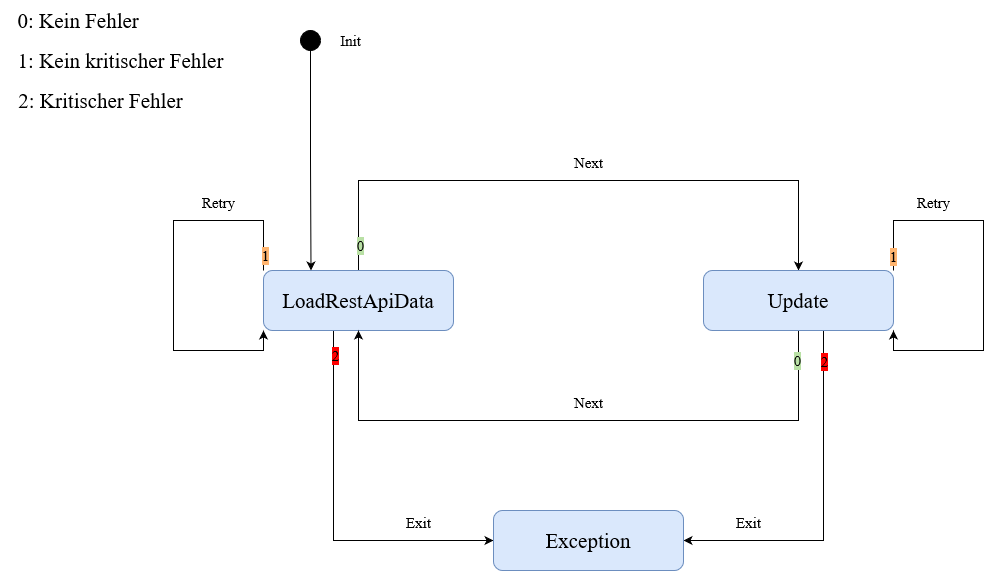 0: Kein Fehler
Init
1: Kein kritischer Fehler
2: Kritischer Fehler
Next
Retry
Retry
0
1
1
LoadRestApiData
Update
2
0
2
Next
Exit
Exit
Exception